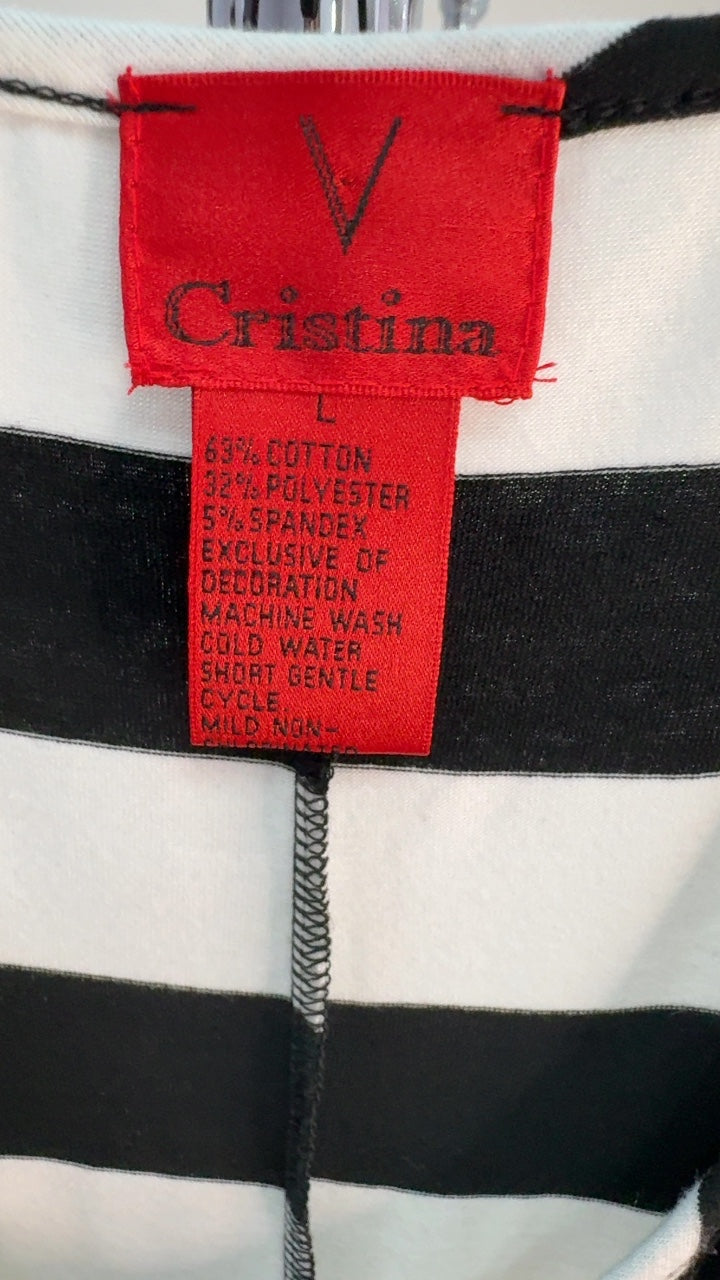 V
Cristina
L
63% COTTON
32% POLYESTER
5% SPANDEX
EXCLUSIVE OF
DECORATION
MACHINE WASH
COLD WATER
SHORT GENTLE
CYCLE
MILD NON-